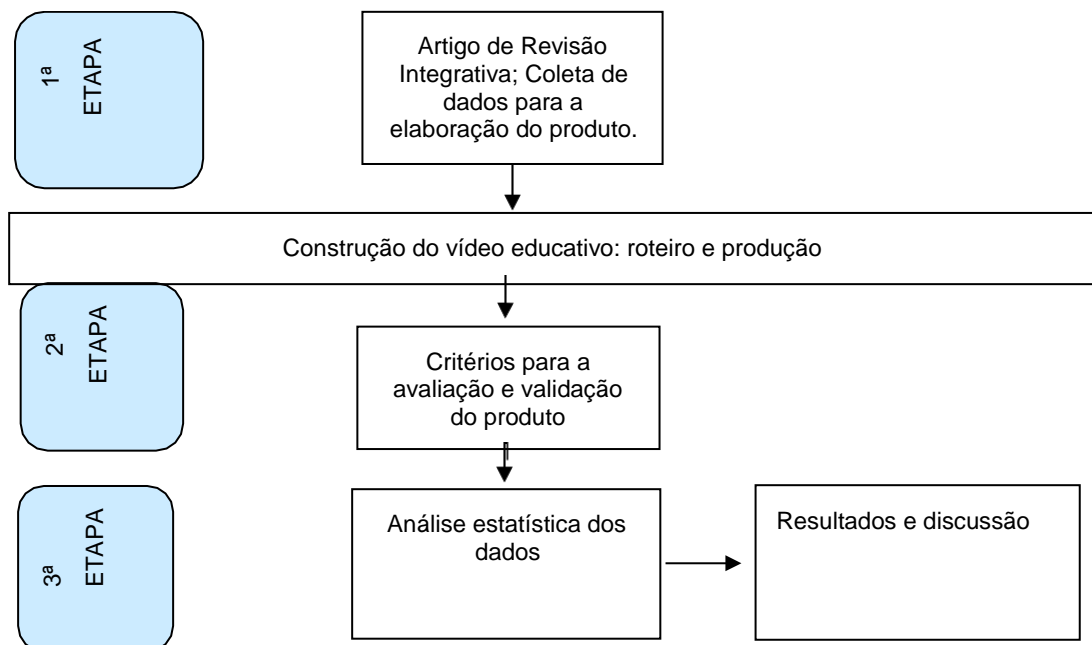 1ª
ETAPA
Artigo de Revisão
Integrativa; Coleta de
dados para a
elaboração do produto.
Construção do vídeo educativo: roteiro e produção
2ª
ETAPA
Critérios para a
avaliação e validação
do produto
3ª
ETAPA
Análise estatística dos
dados
Resultados e discussão